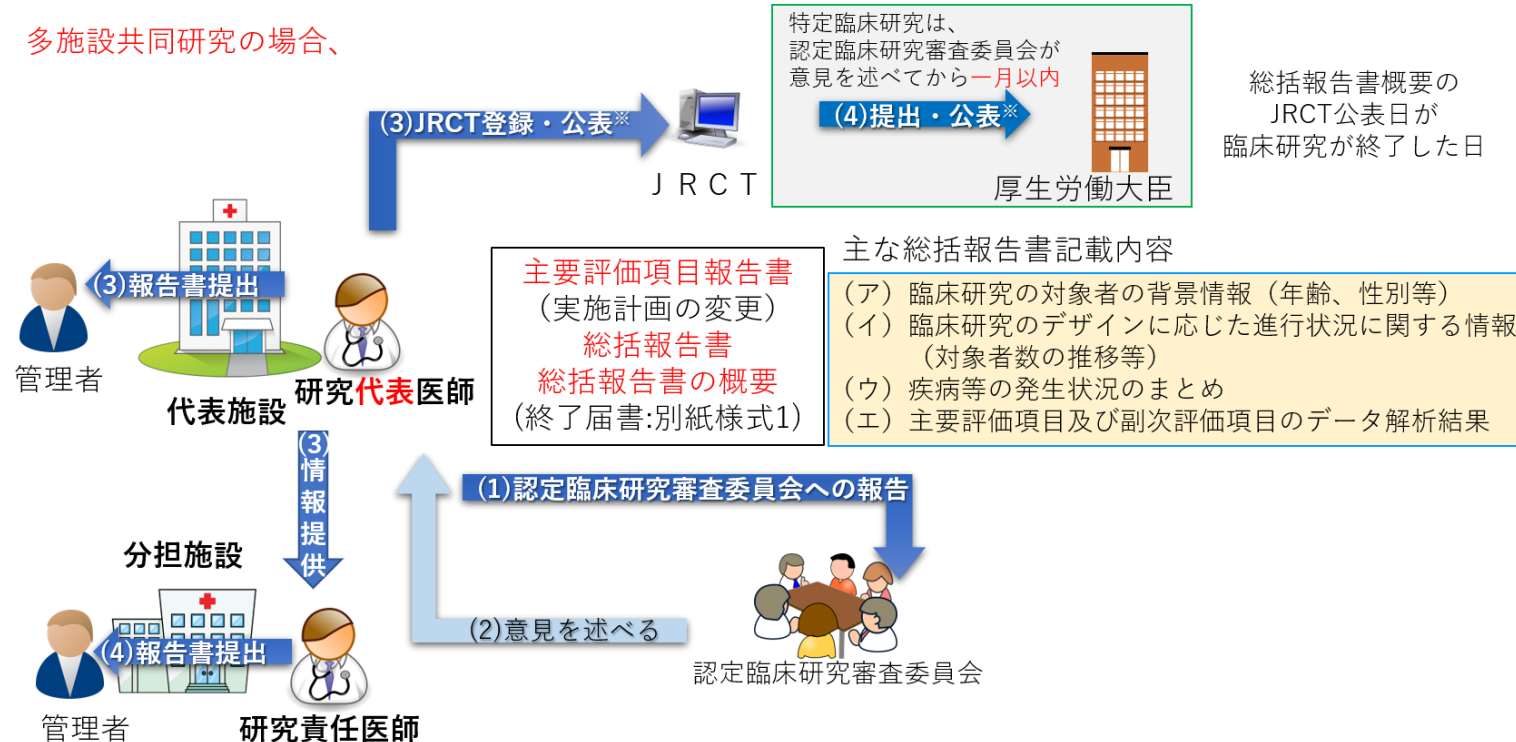 多施設共同研究の場合、
特定臨床研究は、
認定臨床研究審査委員会が
意見を述べてから一月以内
(3)JRCT登録・公表※
(4)提出・公表※
ＪＲＣＴ
厚生労働大臣
総括報告書概要の
JRCT公表日が
臨床研究が終了した日
(3)報告書提出
管理者
代表施設
研究代表医師
主要評価項目報告書
（実施計画の変更）
総括報告書
総括報告書の概要
(終了届書:別紙様式1)
主な総括報告書記載内容
（ア）臨床研究の対象者の背景情報（年齢、性別等）
（イ）臨床研究のデザインに応じた進行状況に関する情報
（対象者数の推移等）
（ウ）疾病等の発生状況のまとめ
（エ）主要評価項目及び副次評価項目のデータ解析結果
(3)情報提供
(1)認定臨床研究審査委員会への報告
(2)意見を述べる
認定臨床研究審査委員会
分担施設
(4)報告書提出
管理者
研究責任医師